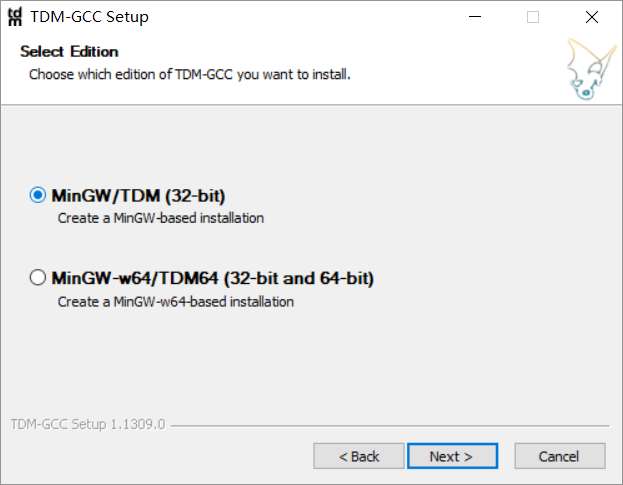 tdm TDM-GCC Setup
Select Edition
Choose which edition of TDM-GCC you want to install.
MinGW/TDM (32-bit)
Create a MinGW-based installation
MinGW-w64/TDM64 (32-bit and 64-bit)
Create a MinGW-w64-based installation
TDM-GCC Setup 1.1309.0
< Back Next > Cancel